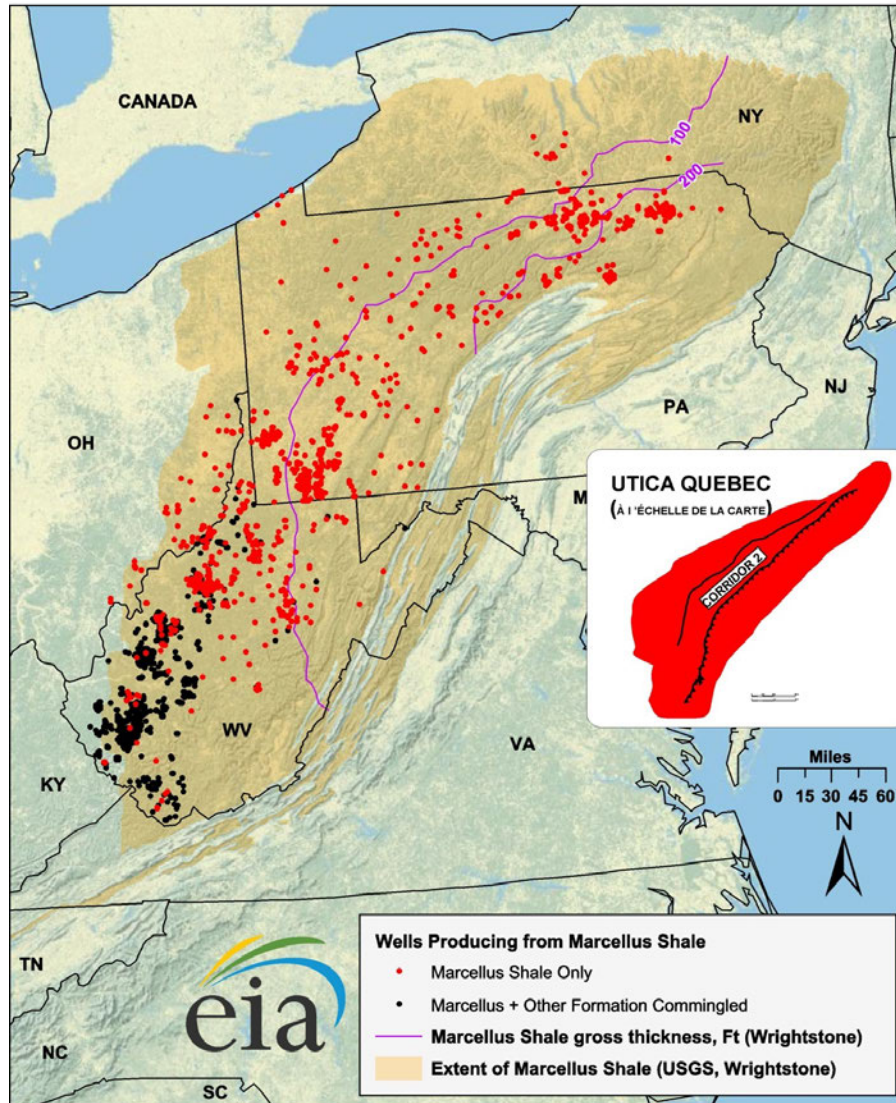 CANADA
NY
100
200
NJ
PA
OH
M
UTICA QUEBEC
(À l 'ÉCHELLE DE LA CARTE)
CORRIDOR 2
WV
VA
KY
Miles
0 15 30 45 60
N
TN
NC
SC
eia
Wells Producing from Marcellus Shale
Marcellus Shale Only
Marcellus + Other Formation Commingled
Marcellus Shale gross thickness, Ft (Wrightstone)
Extent of Marcellus Shale (USGS, Wrightstone)